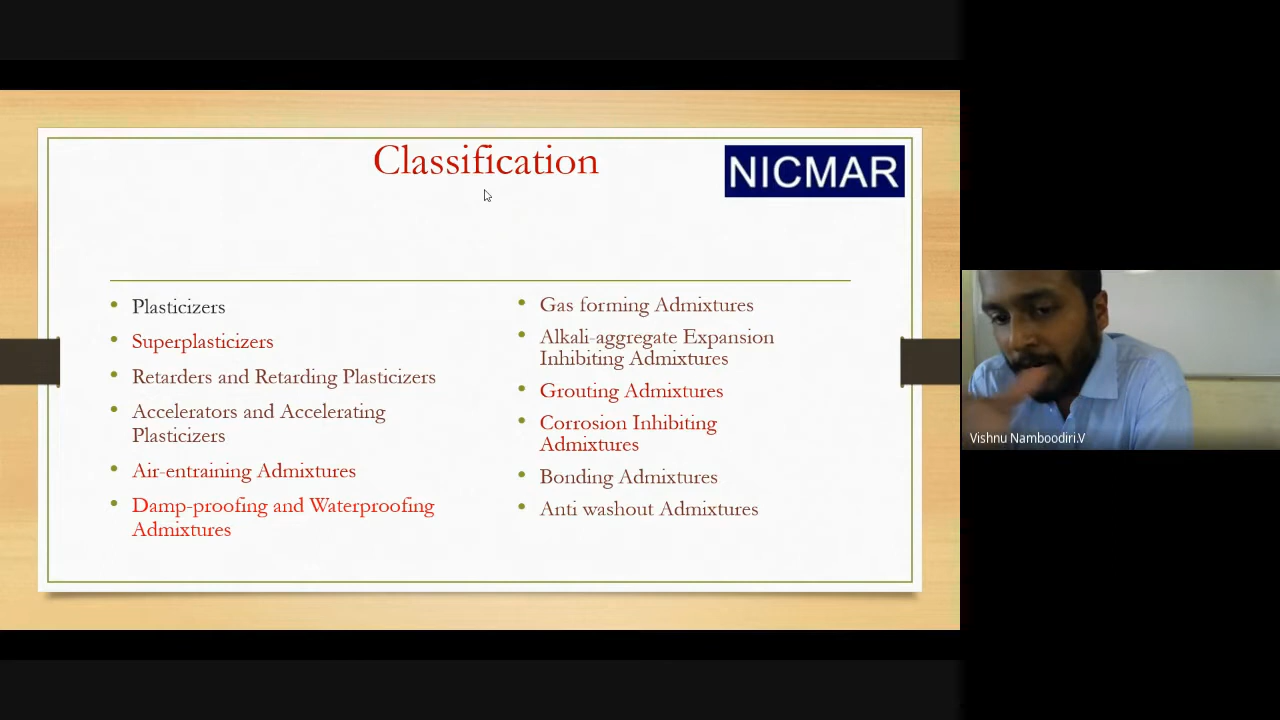 Classification
NICMAR
Plasticizers
Superplasticizers
Retarders and Retarding Plasticizers
Accelerators and Accelerating
Plasticizers
Air-entraining Admixtures
Damp-proofing and Waterproofing
Admixtures
Gas forming Admixtures
Alkali-aggregate Expansion
Inhibiting Admixtures
Grouting Admixtures
Corrosion Inhibiting
Admixtures
Bonding Admixtures
Anti washout Admixtures
Vishnu Namboodiri.V